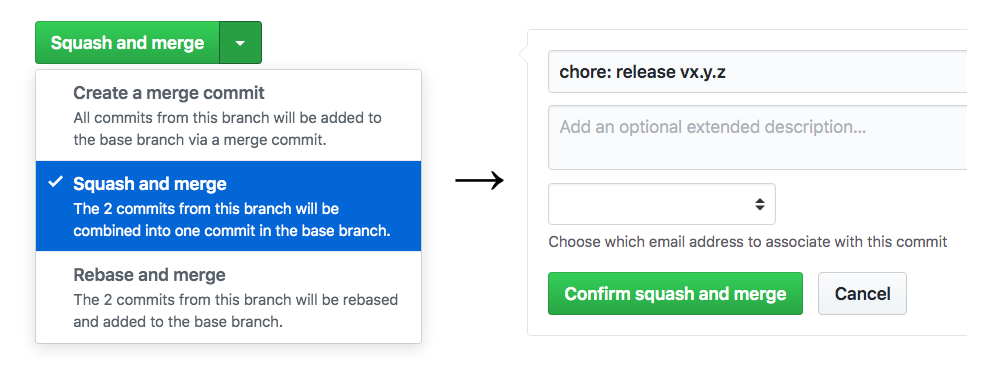 Squash and merge
Create a merge commit
All commits from this branch will be added to
the base branch via a merge commit.
Squash and merge
The 2 commits from this branch will be
combined into one commit in the base branch.
Rebase and merge
The 2 commits from this branch will be rebased
and added to the base branch.
chore: release vx.y.z
Add an optional extended description...
Choose which email address to associate with this commit
Confirm squash and merge
Cancel